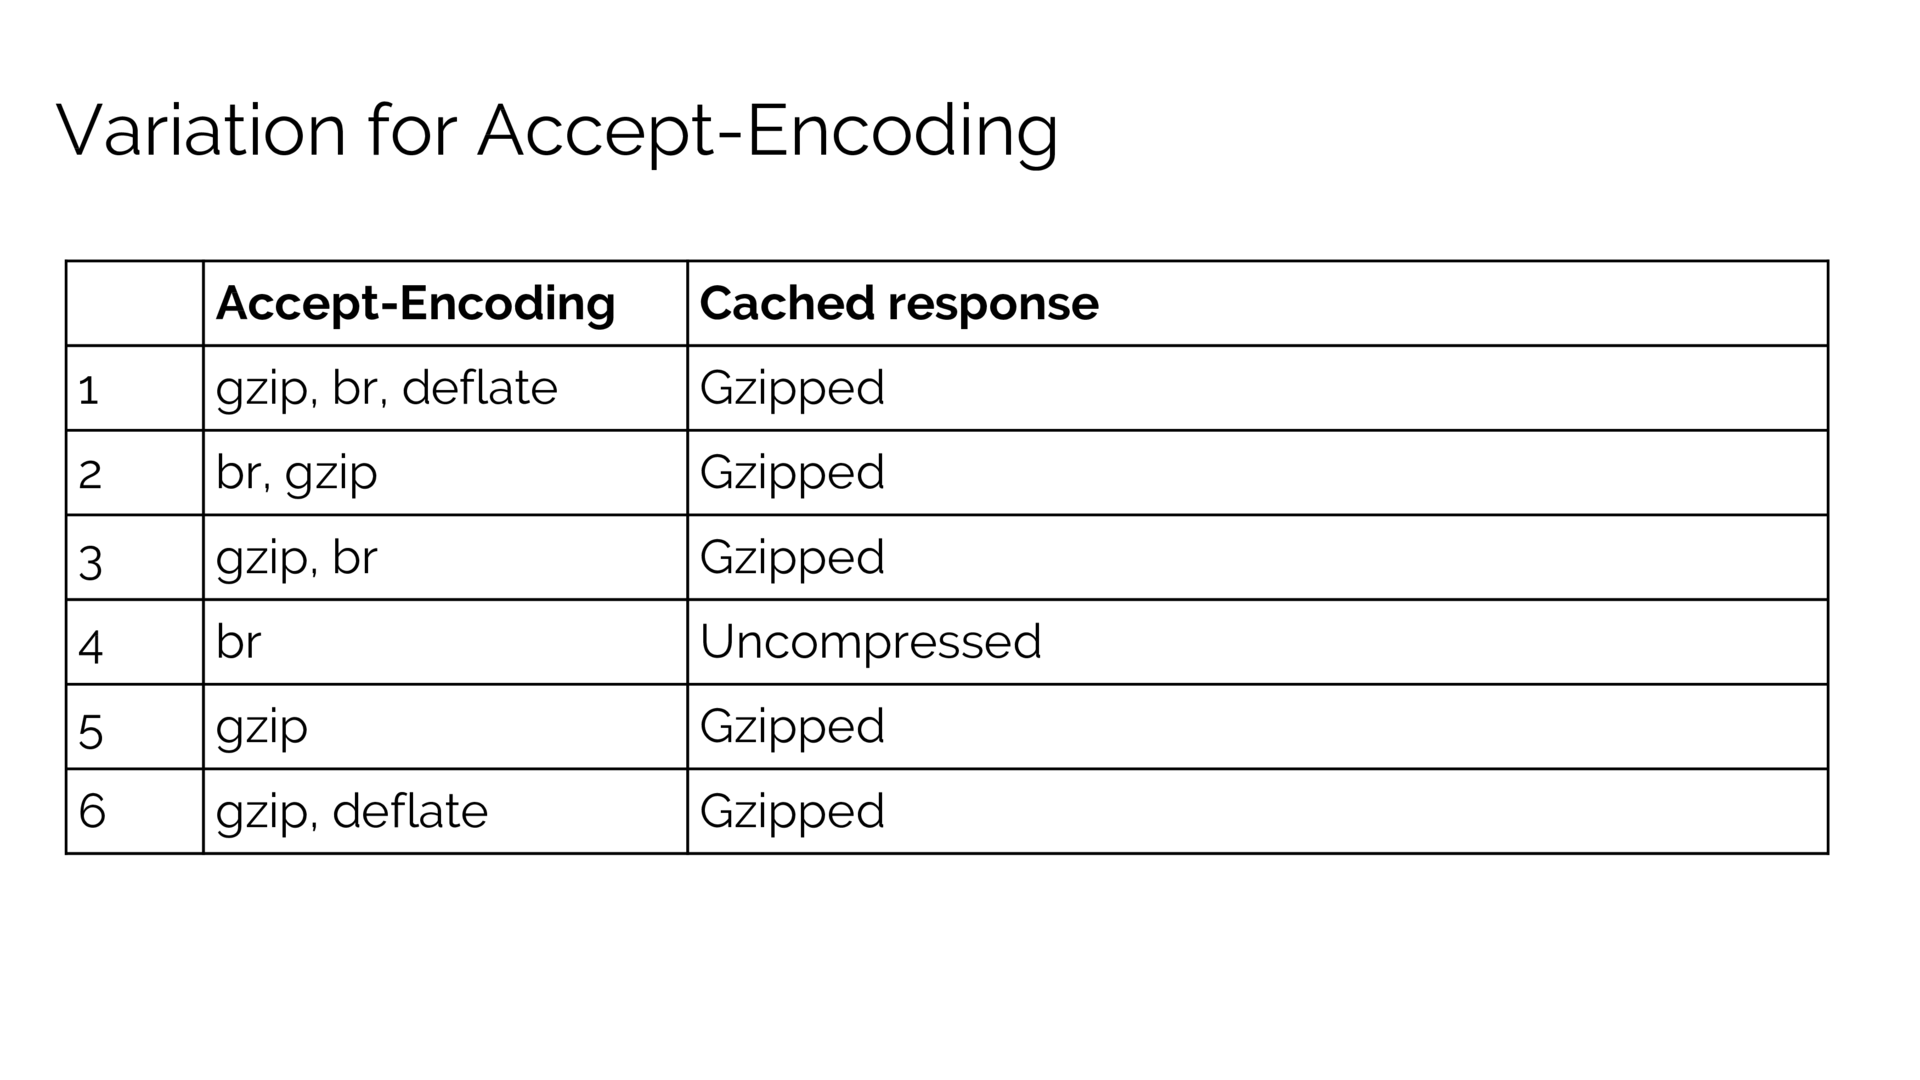 Variation for Accept-Encoding
Accept-Encoding Cached response
1 gzip, br, deflate Gzipped
2 br, gzip Gzipped
3 gzip, br Gzipped
4 br Uncompressed
5 gzip Gzipped
6 gzip, deflate Gzipped